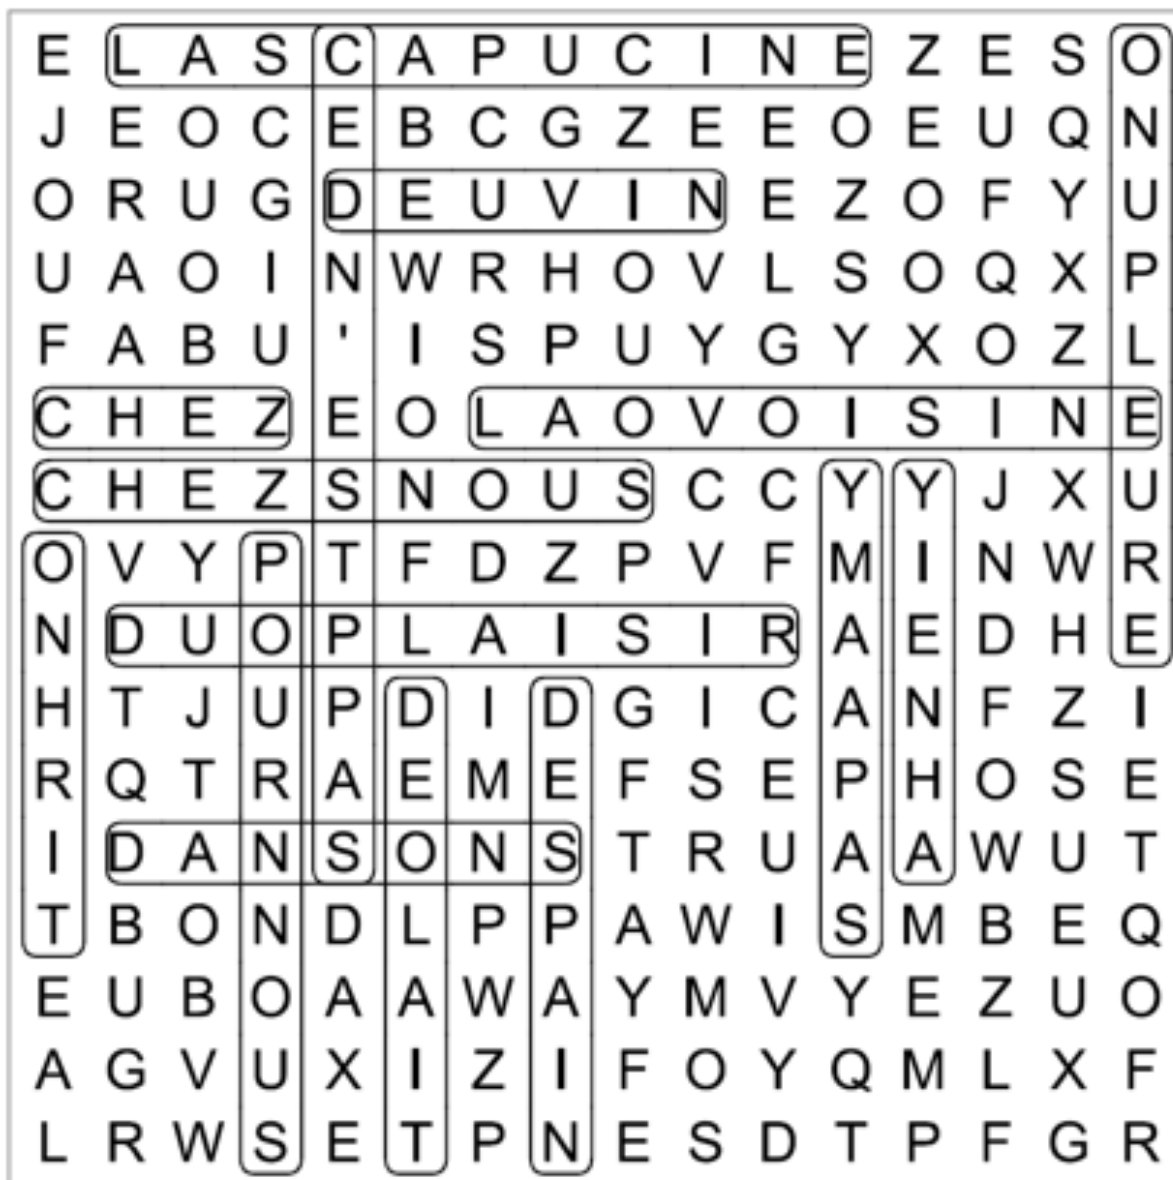 E L A S C A P U C I N E Z E S O
J E O C E B C G Z E E O E U Q N
O R U G D E U V I N E Z O F Y U
U A O I N W R H O V L S O Q X P
F A B U ' I S P U Y G Y X O Z L
C H E Z E O L A O V O I S I N E
C H E Z S N O U S C C Y Y J X U
O V Y P T F D Z P V F M I N W R
N D U O P L A I S I R A E D H E
H T J U P D I D G I C A N F Z I
R Q T R A E M E F S E P H O S E
I D A N S O N S T R U A A W U T
T B O N D L P P A W I S M B E Q
E U B O A A W A Y M V Y E Z U O
A G V U X I Z I F O Y Q M L X F
L R W S E T P N E S D T P F G R